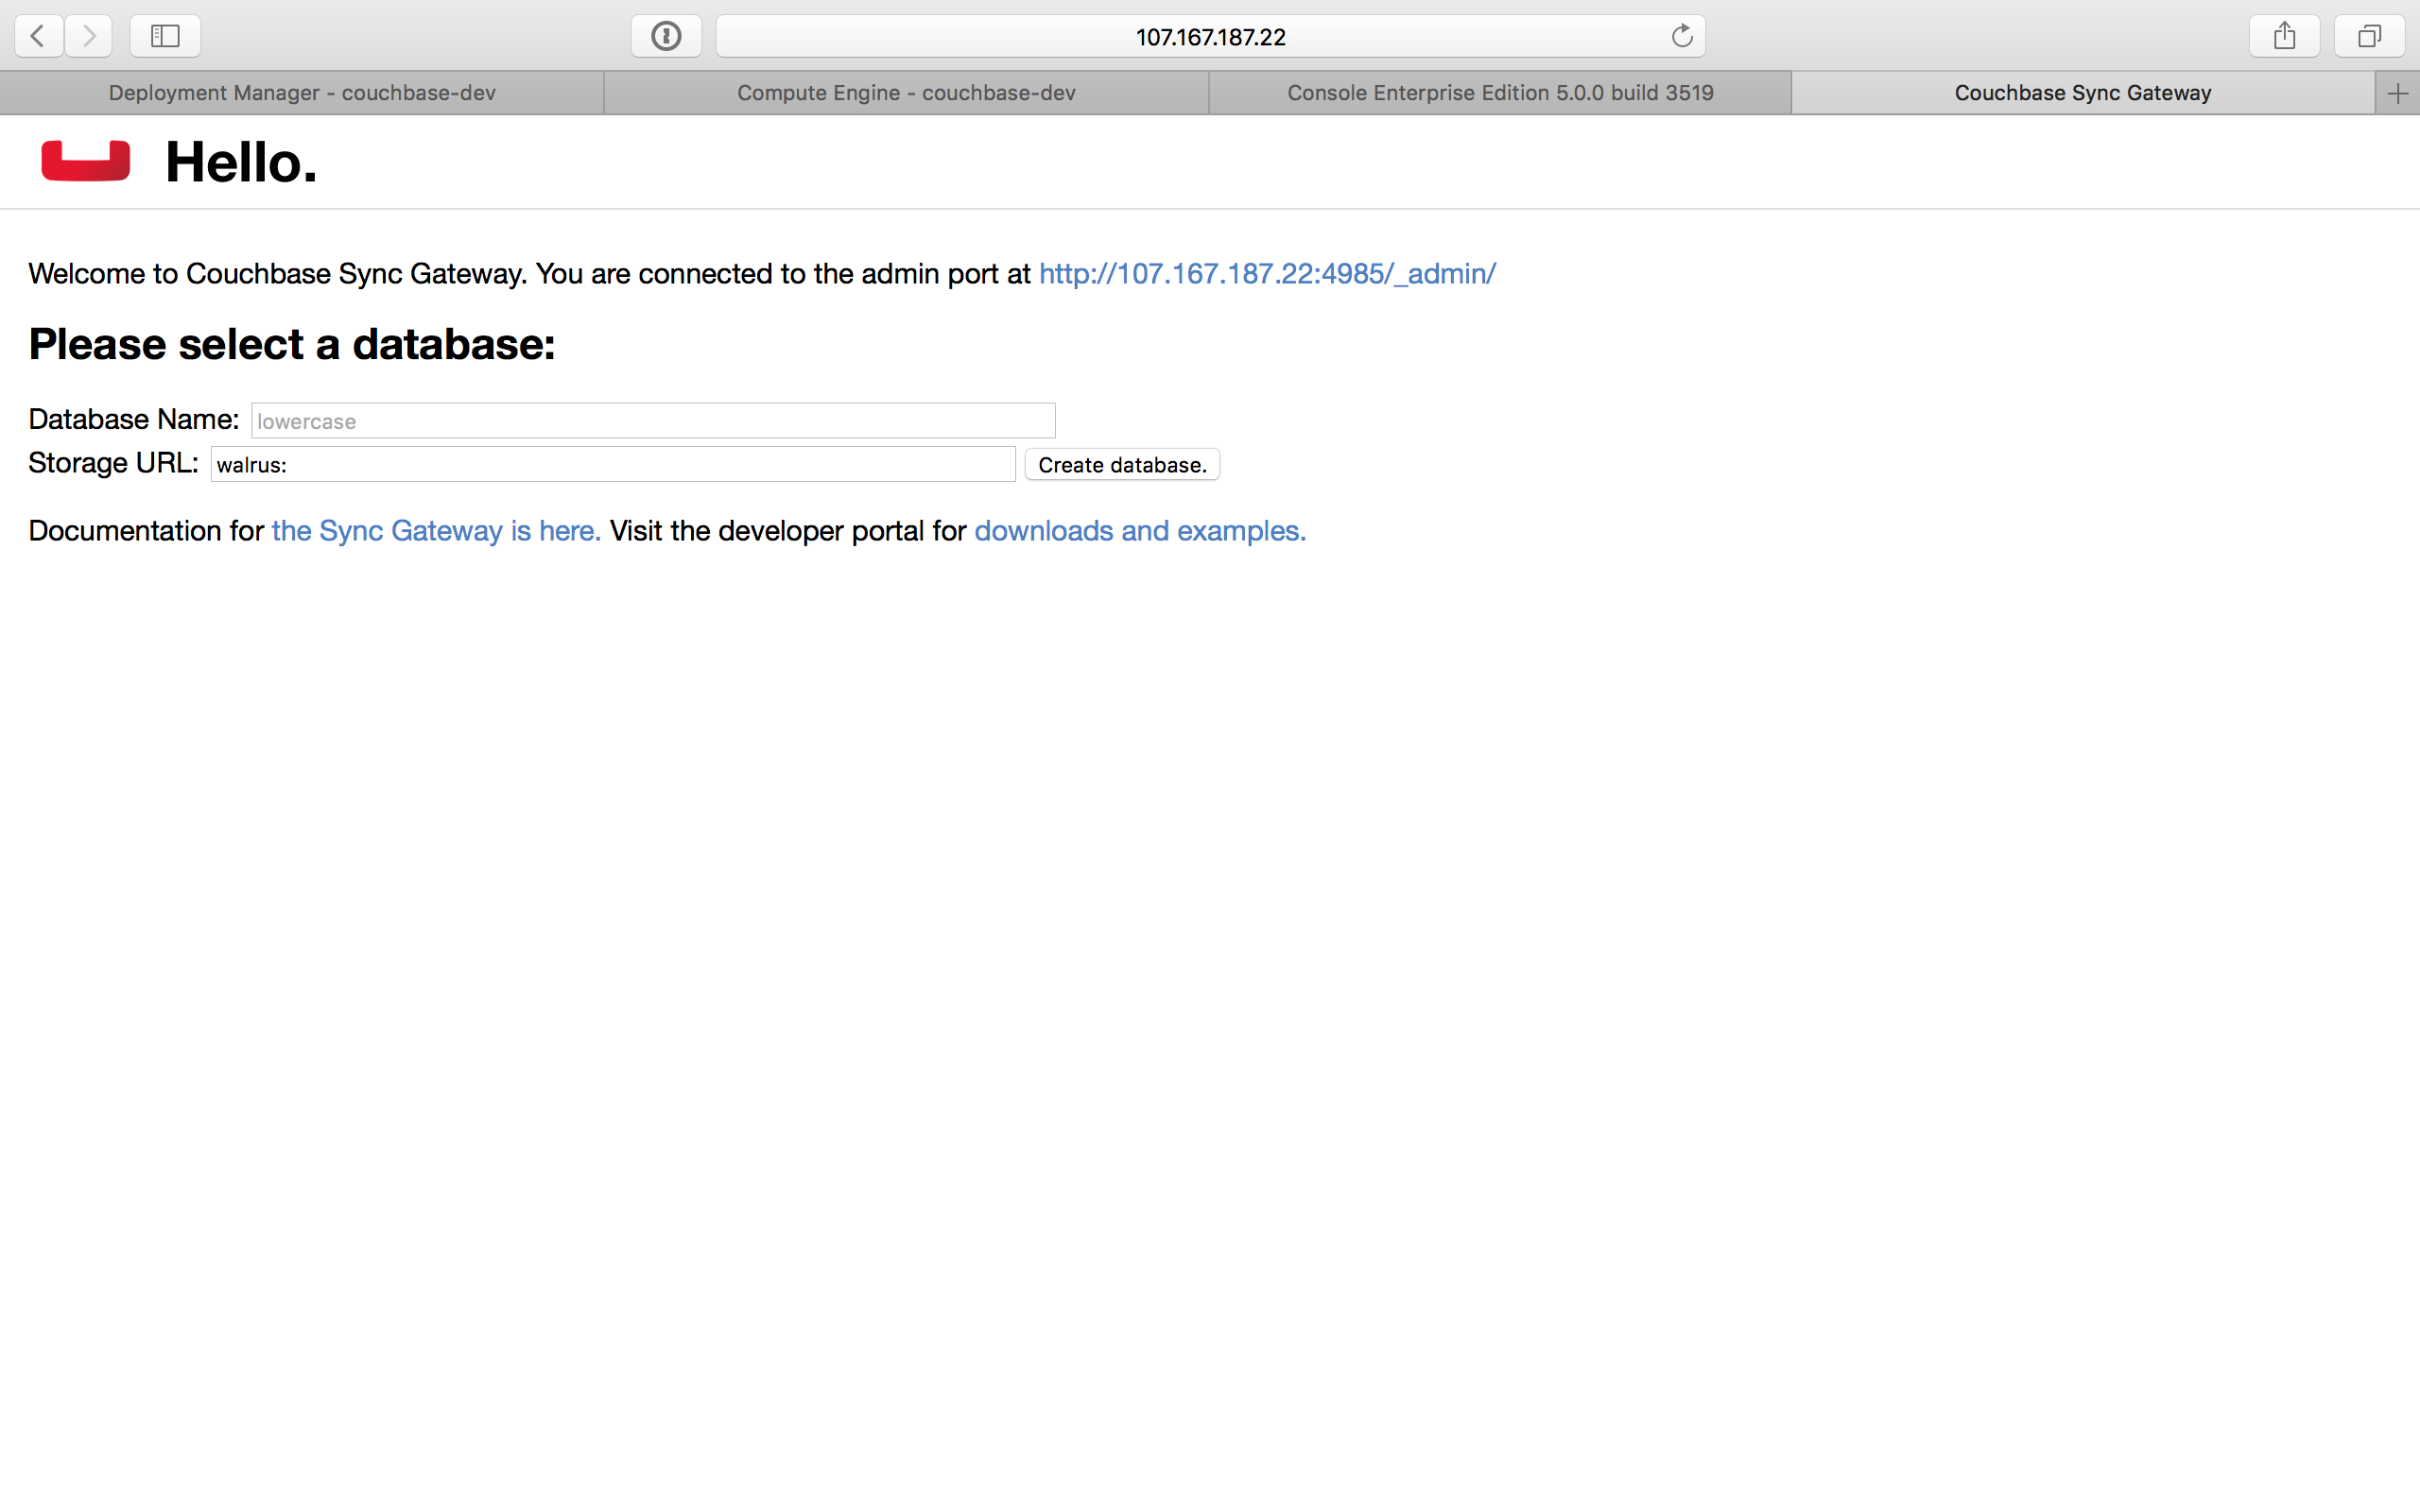 107.167.187.22
Deployment Manager - couchbase-dev
Compute Engine - couchbase-dev
Console Enterprise Edition 5.0.0 build 3519
Couchbase Sync Gateway
Hello.
Welcome to Couchbase Sync Gateway. You are connected to the admin port at http://107.167.187.22:4985/_admin/
Please select a database:
Database Name: lowercase
Storage URL: walrus: Create database.
Documentation for the Sync Gateway is here. Visit the developer portal for downloads and examples.